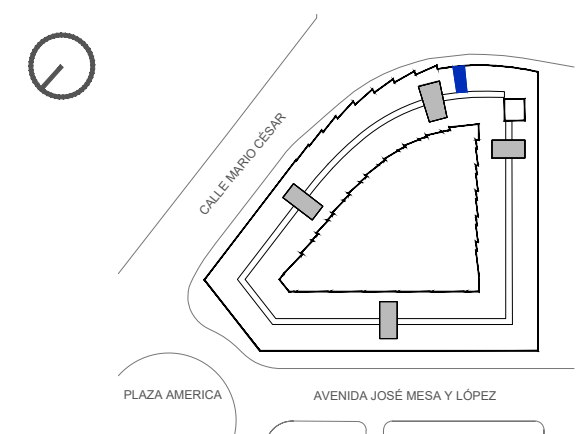 CALLE MARIO CÉSAR
PLAZA AMERICA
AVENIDA JOSÉ MESA Y LÓPEZ